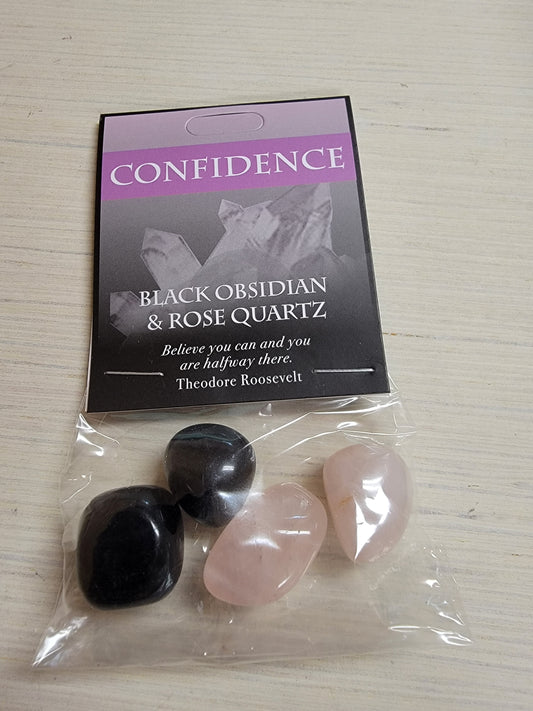 CONFIDENCE
BLACK OBSIDIAN
& ROSE QUARTZ
Believe you can and you
are halfway there.
Theodore Roosevelt